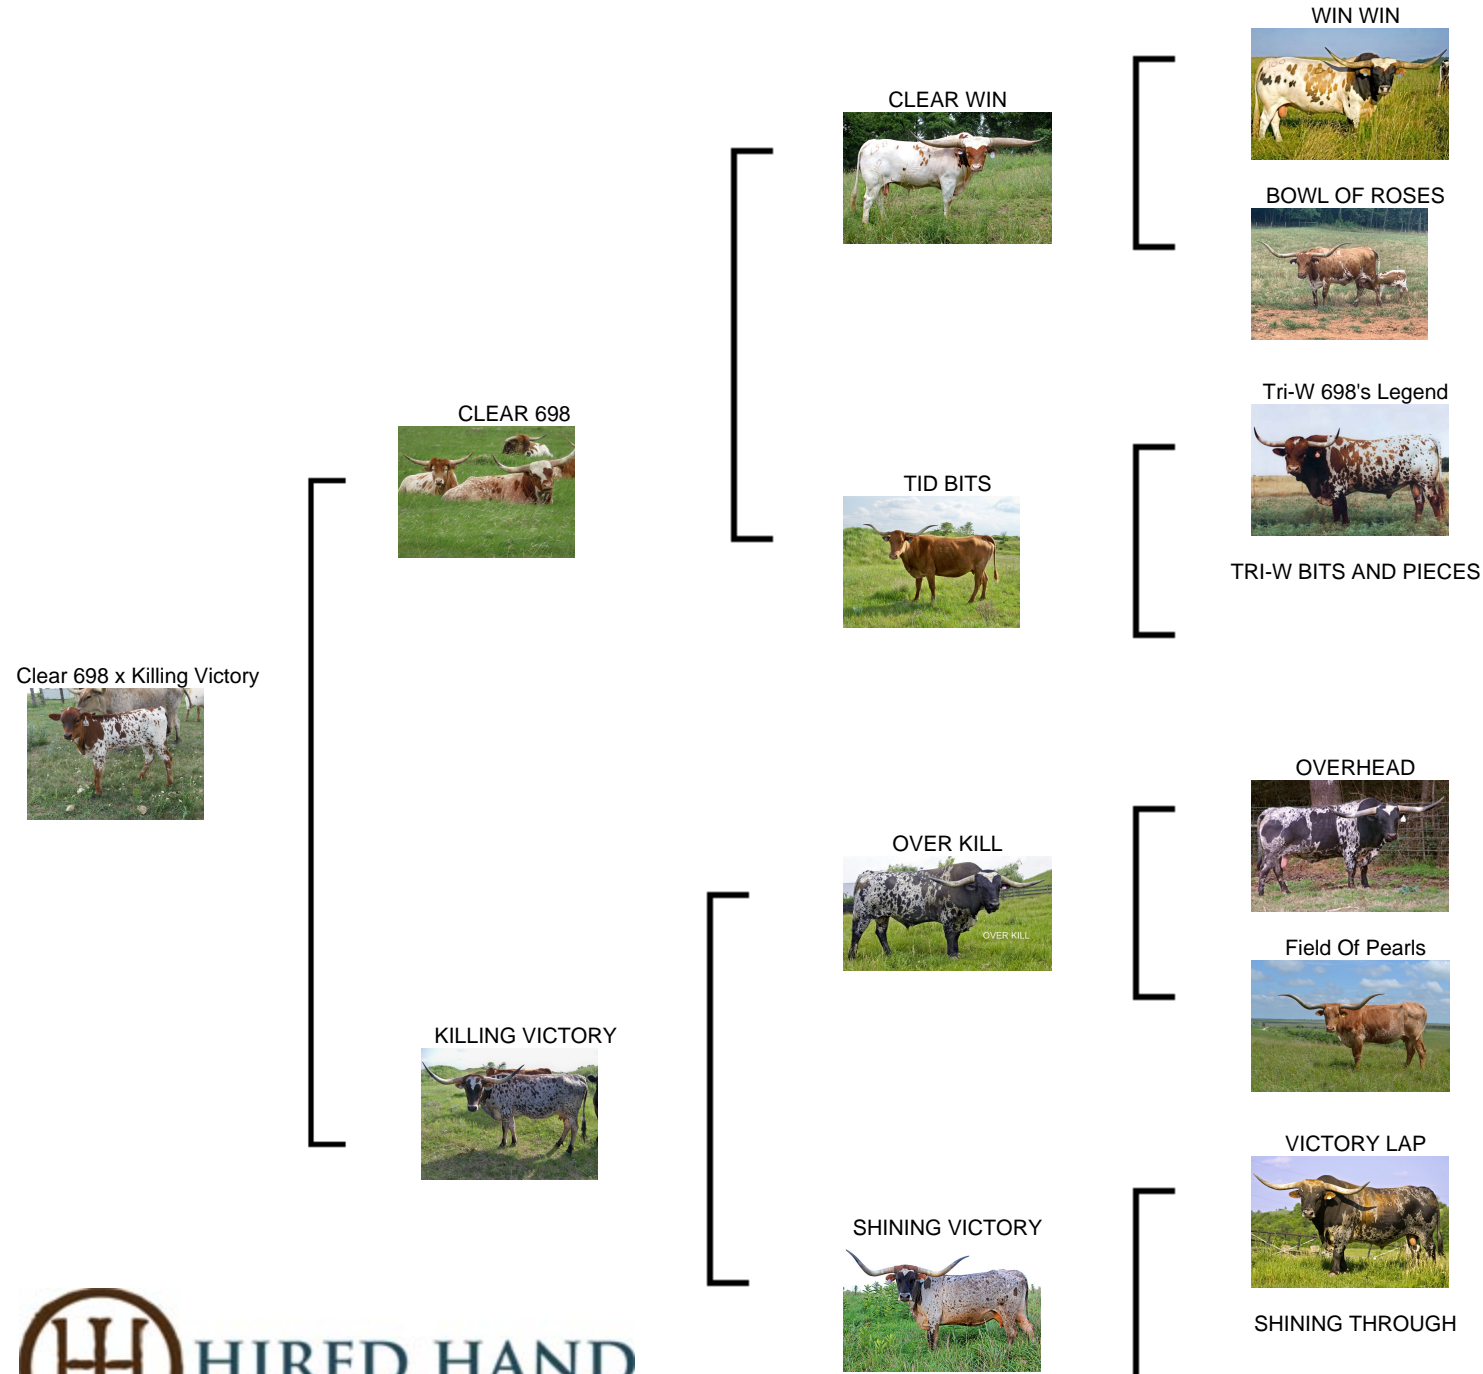 WIN WIN
CLEAR WIN
BOWL OF ROSES
Tri-W 698's Legend
CLEAR 698
TID BITS
TRI-W BITS AND PIECES
Clear 698 x Killing Victory
OVERHEAD
OVER KILL
OVER KILL
Field Of Pearls
KILLING VICTORY
VICTORY LAP
SHINING VICTORY
SHINING THROUGH
HIRED HAND